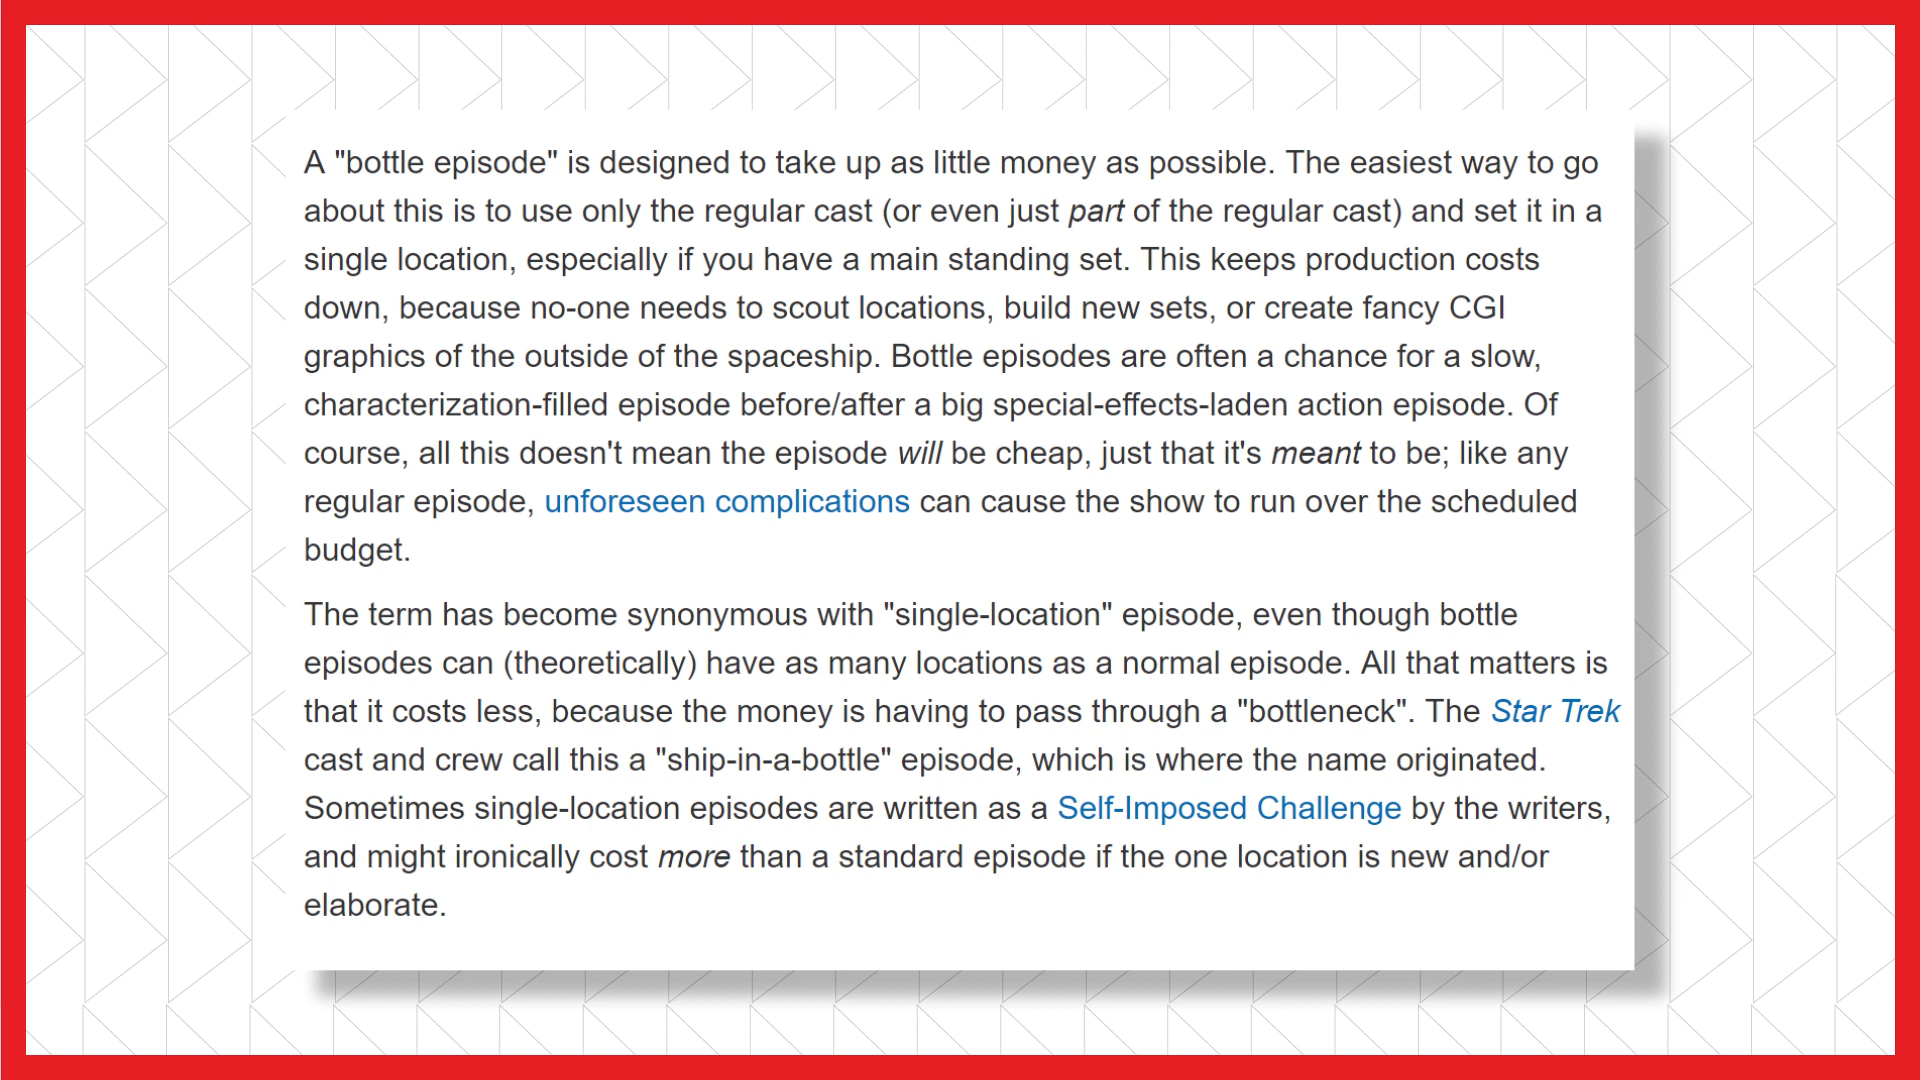 A "bottle episode" is designed to take up as little money as possible. The easiest way to go
about this is to use only the regular cast (or even just part of the regular cast) and set it in a
single location, especially if you have a main standing set. This keeps production costs
down, because no-one needs to scout locations, build new sets, or create fancy CGI
graphics of the outside of the spaceship. Bottle episodes are often a chance for a slow,
characterization-filled episode before/after a big special-effects-laden action episode. Of
course, all this doesn't mean the episode will be cheap, just that it's meant to be; like any
regular episode, unforeseen complications can cause the show to run over the scheduled
budget.
The term has become synonymous with "single-location" episode, even though bottle
episodes can (theoretically) have as many locations as a normal episode. All that matters is
that it costs less, because the money is having to pass through a "bottleneck". The Star Trek
cast and crew call this a "ship-in-a-bottle" episode, which is where the name originated.
Sometimes single-location episodes are written as a Self-Imposed Challenge by the writers,
and might ironically cost more than a standard episode if the one location is new and/or
elaborate.